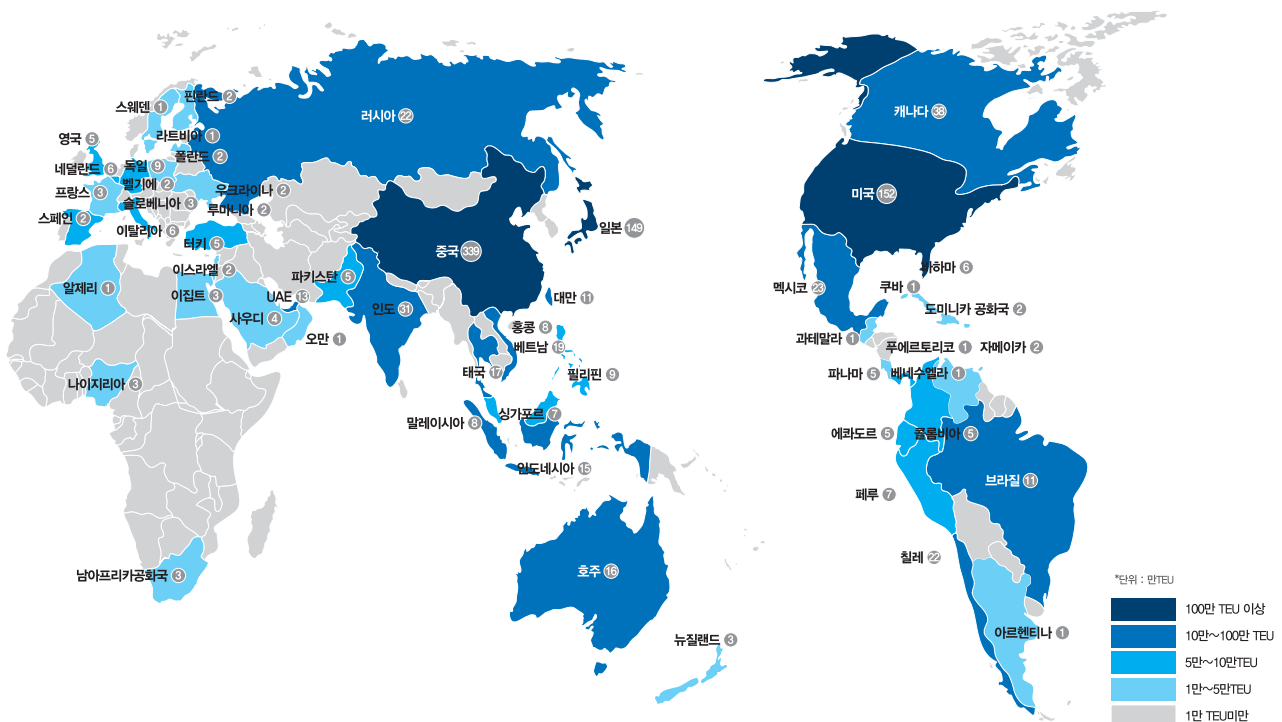 스웨덴 1
핀란드 2
러시아 22
라트비아 1
영국 5
폴란드 2
네덜란드 6
독일 9
벨기에 2
프랑스 3
우크라이나 2
슬로베니아 3
루마니아 2
스페인 2
이탈리아 6
터키 5
일본 149
중국 339
이스라엘 2
파키스탄 5
알제리 1
이집트 3
UAE 13
대만 11
사우디 4
인도 31
오만 1
홍콩 8
베트남 19
태국 17
필리핀 9
나이지리아 3
말레이시아 8
싱가포르 7
인도네시아 15
남아프리카공화국 3
호주 16
뉴질랜드 3
캐나다 38
미국 152
바하마 6
멕시코 23
쿠바 1
도미니카 공화국 2
과테말라 1
푸에르토리코 1
자메이카 2
파나마 5
베네수엘라 1
에콰도르 5
콜롬비아 5
브라질 11
페루 7
칠레 22
아르헨티나 1
*단위 : 만TEU
100만 TEU 이상
10만~100만 TEU
5만~10만TEU
1만~5만TEU
1만 TEU미만